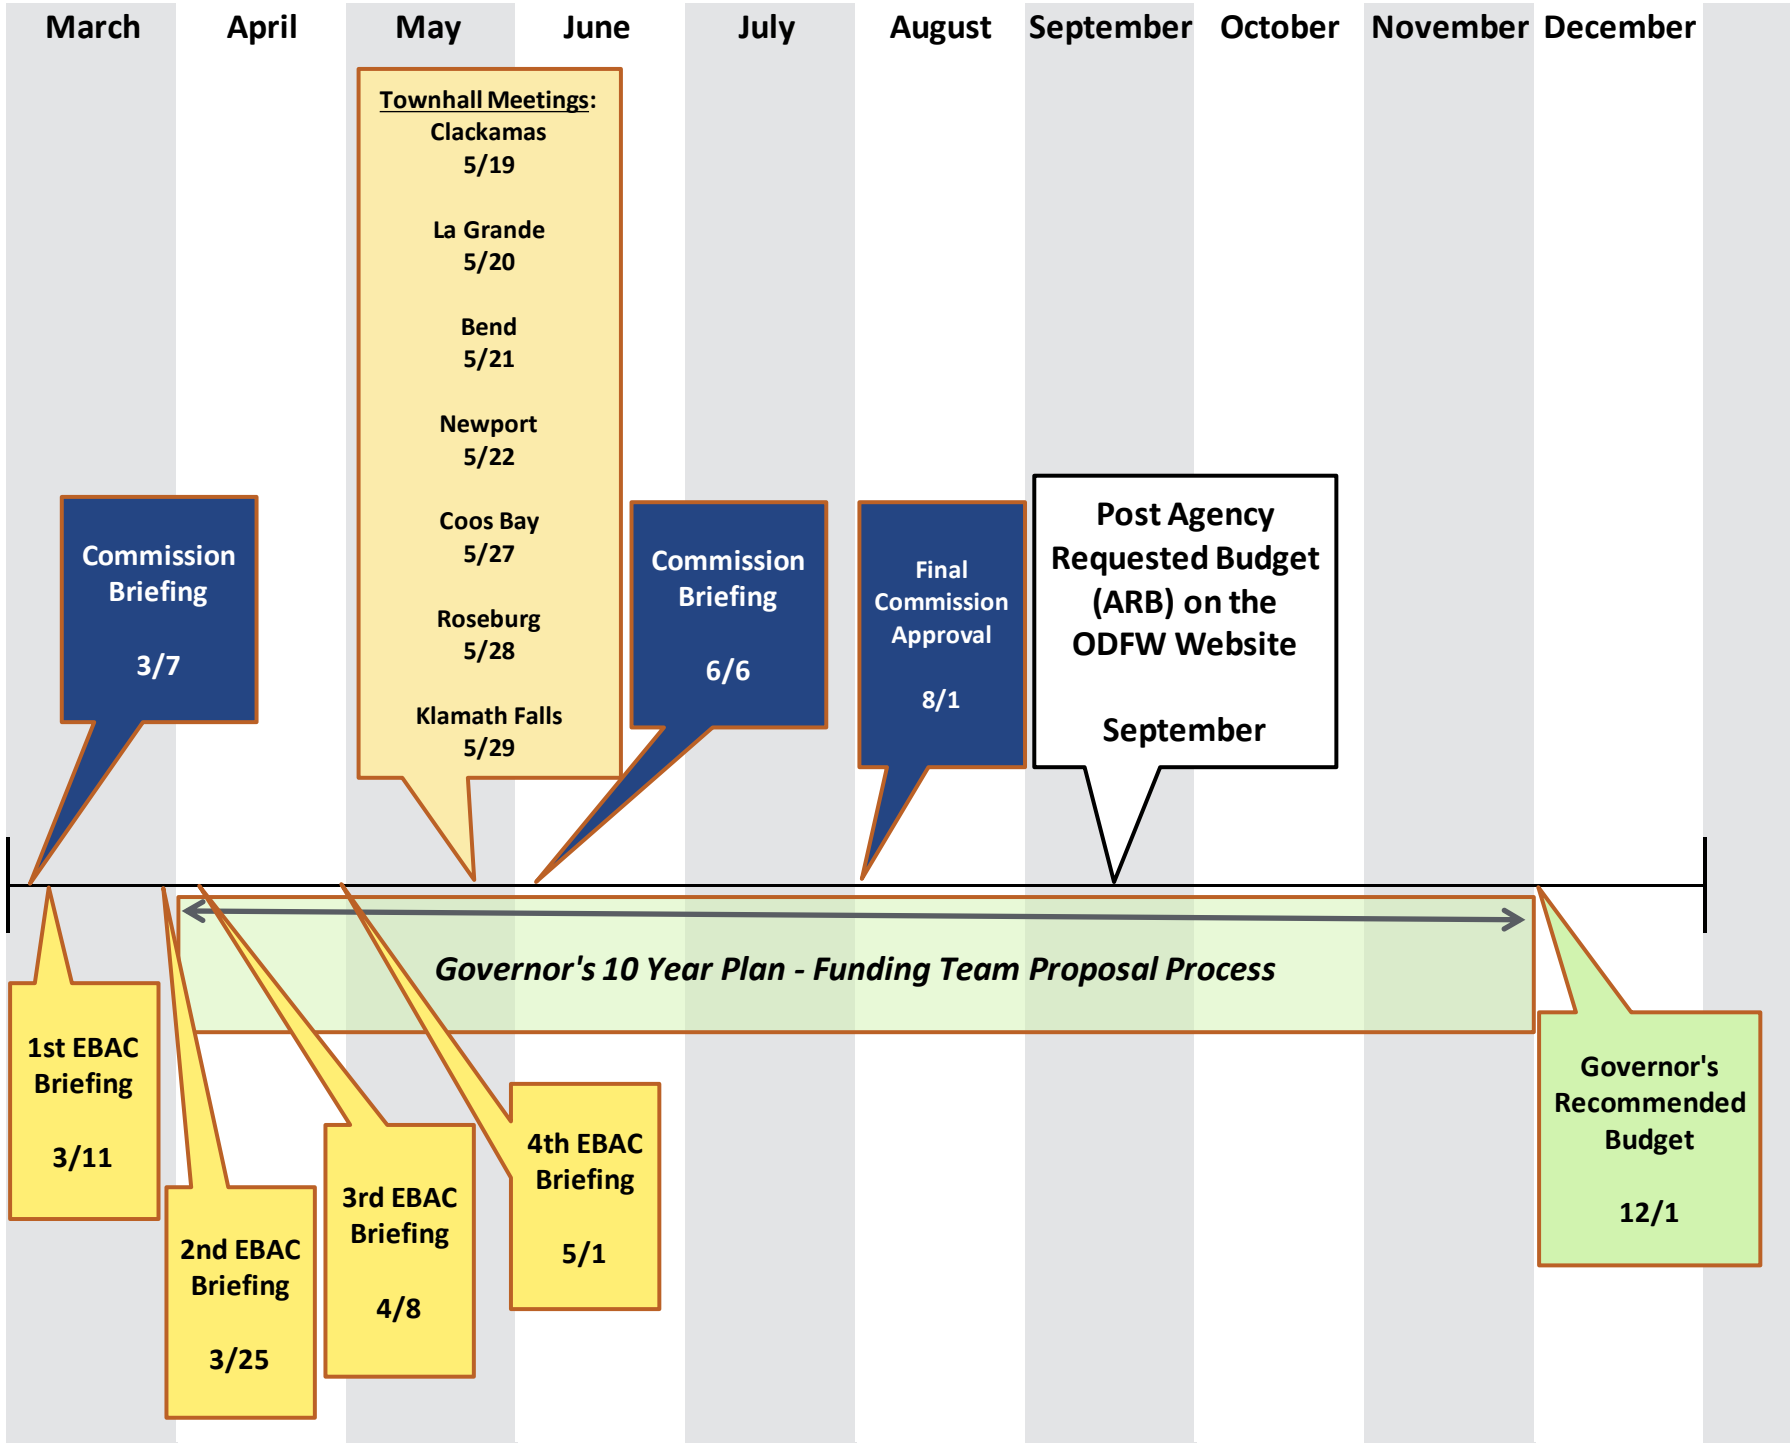 March April May June July August September October November December
Townhall Meetings:
Clackamas
5/19
La Grande
5/20
Bend
5/21
Newport
5/22
Coos Bay
5/27
Roseburg
5/28
Klamath Falls
5/29
Commission
Briefing
3/7
Commission
Briefing
6/6
Final
Commission
Approval
8/1
Post Agency
Requested Budget
(ARB) on the
ODFW Website
September
Governor's 10 Year Plan - Funding Team Proposal Process
1st EBAC
Briefing
3/11
2nd EBAC
Briefing
3/25
3rd EBAC
Briefing
4/8
4th EBAC
Briefing
5/1
Governor's
Recommended
Budget
12/1